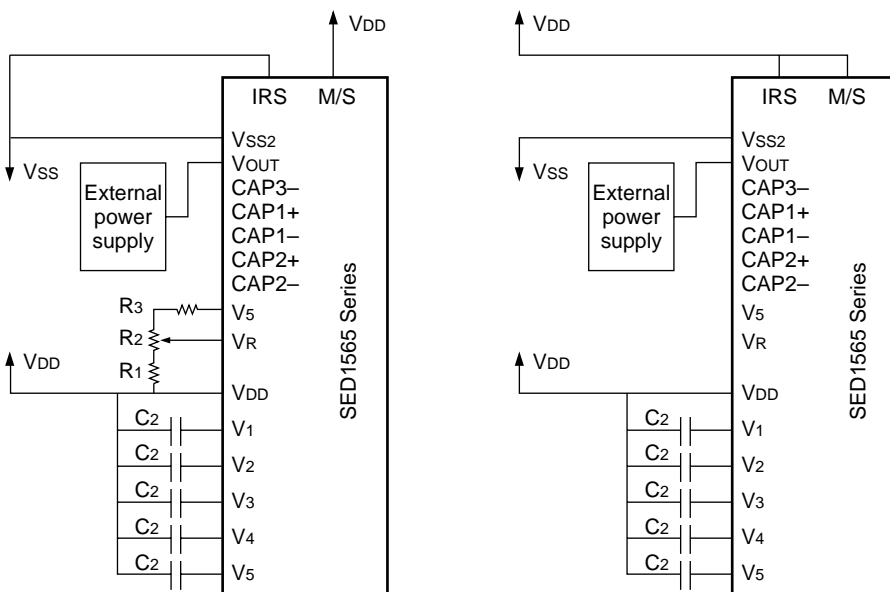 VDD
IRS M/S
VSS2
VOUT
CAP3–
CAP1+
CAP1–
CAP2+
CAP2–
V5
VR
VDD
V1
V2
V3
V4
V5
SED1565 Series
VSS
External
power
supply
R3
R2
R1
VDD
C2
C2
C2
C2
C2
VDD
IRS M/S
VSS2
VOUT
CAP3–
CAP1+
CAP1–
CAP2+
CAP2–
V5
VR
VDD
V1
V2
V3
V4
V5
SED1565 Series
VSS
External
power
supply
VDD
C2
C2
C2
C2
C2